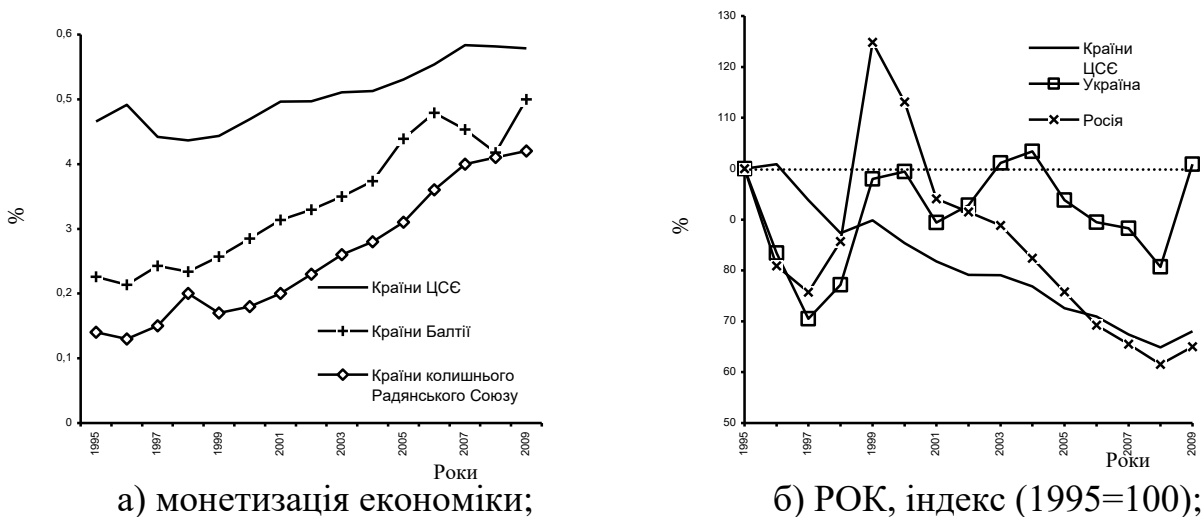 0,6
0,5
4
3
0,2
0,1
0
%
Країни ЦСЄ
Країни Балтії
Країни колишнього
Радянського Союзу
1995
1997
1999
2001
2003
2005
2007
2009
Роки
а) монетизація економіки;
130
120
110
0
0
80
70
60
50
%
Країни
ЦСЄ
Україна
Росія
1995
1997
1999
2001
2003
2005
2007
2009
Роки
б) РОК, індекс (1995=100);